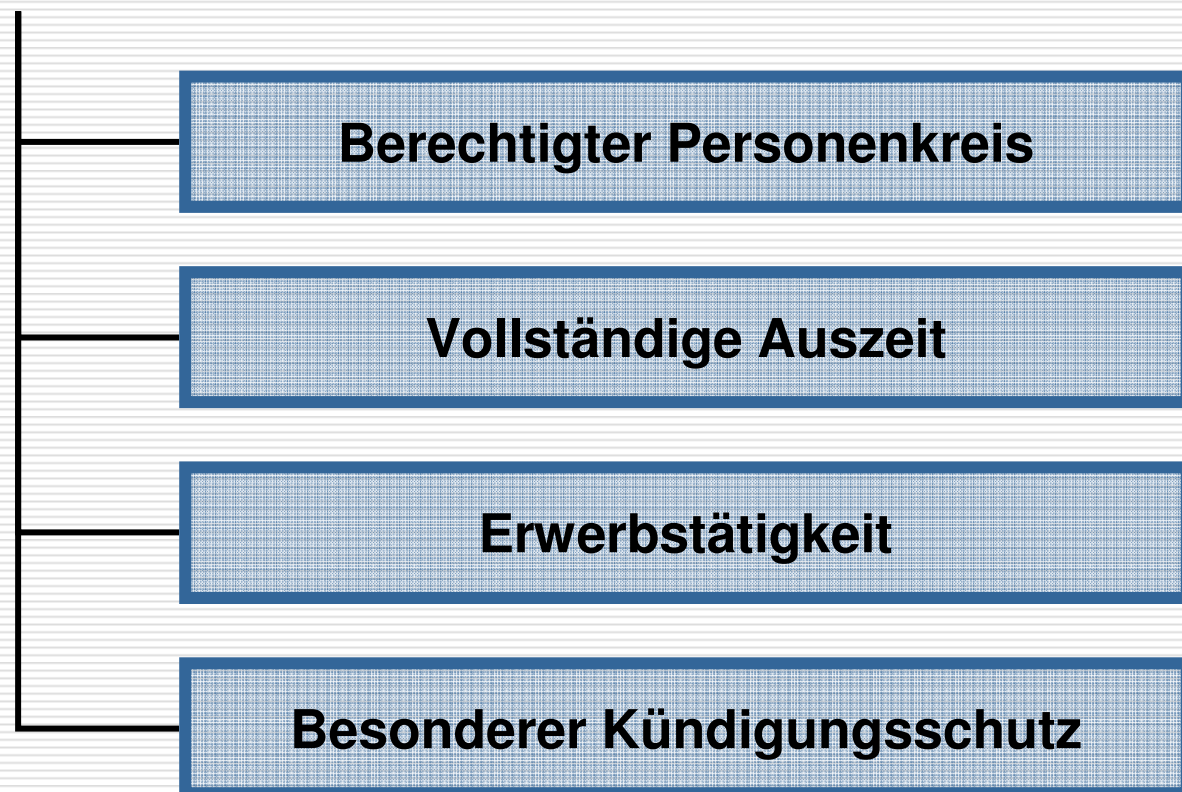 Berechtigter Personenkreis
Vollständige Auszeit
Erwerbstätigkeit
Besonderer Kündigungsschutz